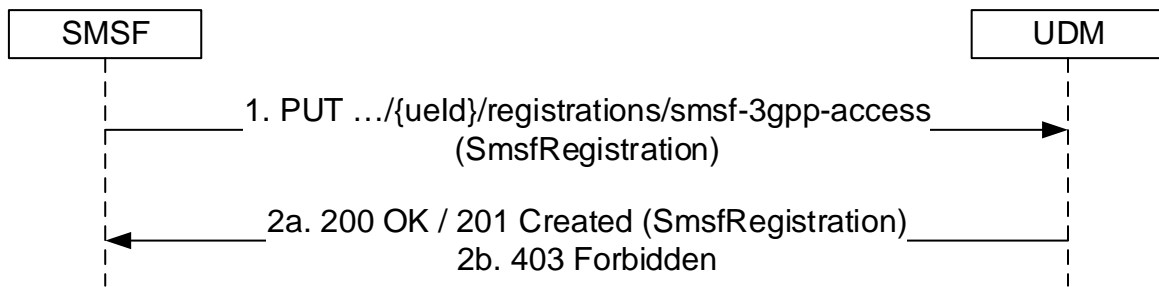 SMSF
UDM
1. PUT …/{ueId}/registrations/smsf-3gpp-access
(SmsfRegistration)
2a. 200 OK / 201 Created (SmsfRegistration)
2b. 403 Forbidden